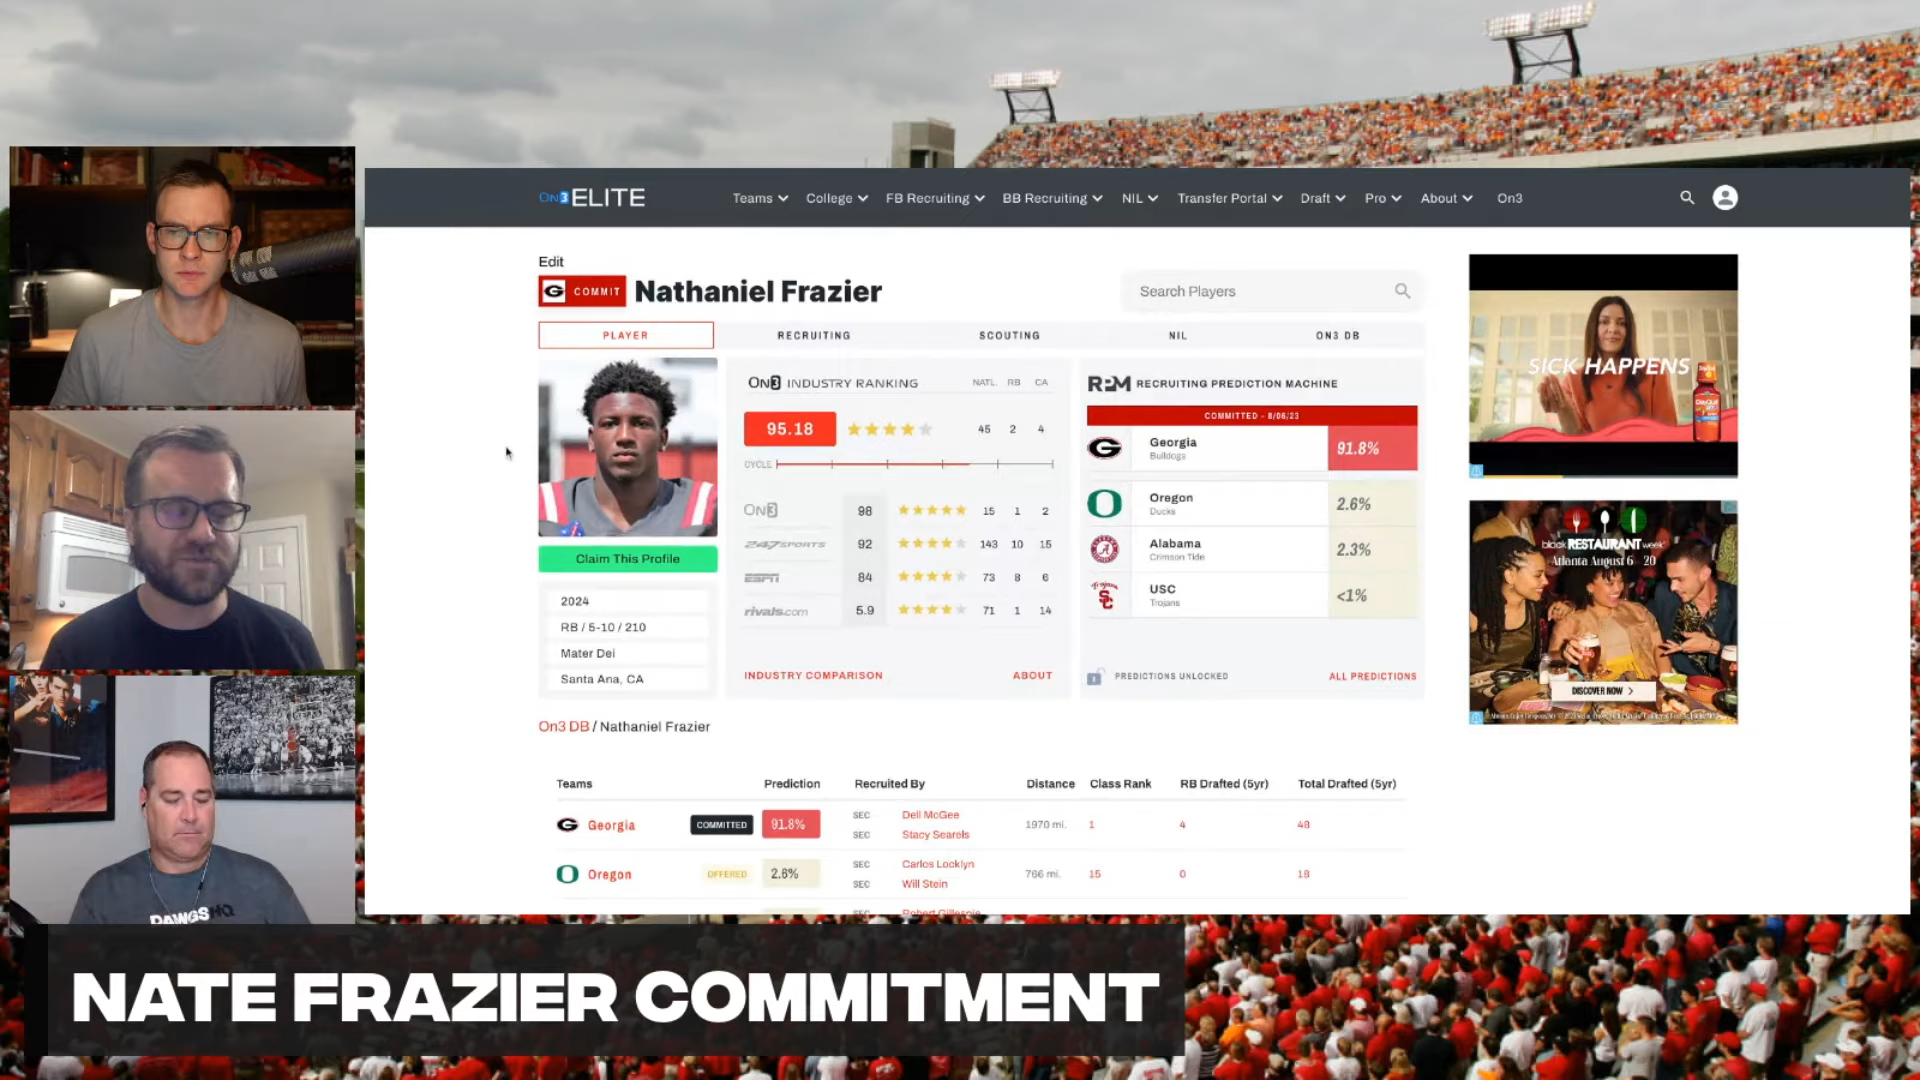 On3 ELITE
Teams College FB Recruiting BB Recruiting NIL Transfer Portal Draft Pro About On3
Edit
G COMMIT Nathaniel Frazier
Search Players
PLAYER RECRUITING SCOUTING NIL ON3 DB
On3 INDUSTRY RANKING NATL. RB CA
95.18 45 2 4
CYCLE
On3 98 15 1 2
247SPORTS 92 143 10 15
ESPN 84 73 8 6
rivals.com 5.9 71 1 14
INDUSTRY COMPARISON ABOUT
RPM RECRUITING PREDICTION MACHINE
COMMITTED - 8/06/23
Georgia 91.8%
Bulldogs
Oregon 2.6%
Ducks
Alabama 2.3%
Crimson Tide
USC <1%
Trojans
PREDICTIONS UNLOCKED ALL PREDICTIONS
Claim This Profile
2024
RB / 5-10 / 210
Mater Dei
Santa Ana, CA
On3 DB / Nathaniel Frazier
Teams Prediction Recruited By Distance Class Rank RB Drafted (5yr) Total Drafted (5yr)
SEC Dell McGee
Georgia COMMITTED 91.8% 1970 mi. 1 4 48
SEC Stacy Searels
SEC Carlos Locklyn
Oregon OFFERED 2.6% 766 mi. 15 0 18
SEC Will Stein
SEC Robert Gillespie
SICK HAPPENS
DayQuil
black RESTAURANT week
Atlanta August 6 - 20
DISCOVER NOW >
DAWGSHQ
NATE FRAZIER COMMITMENT